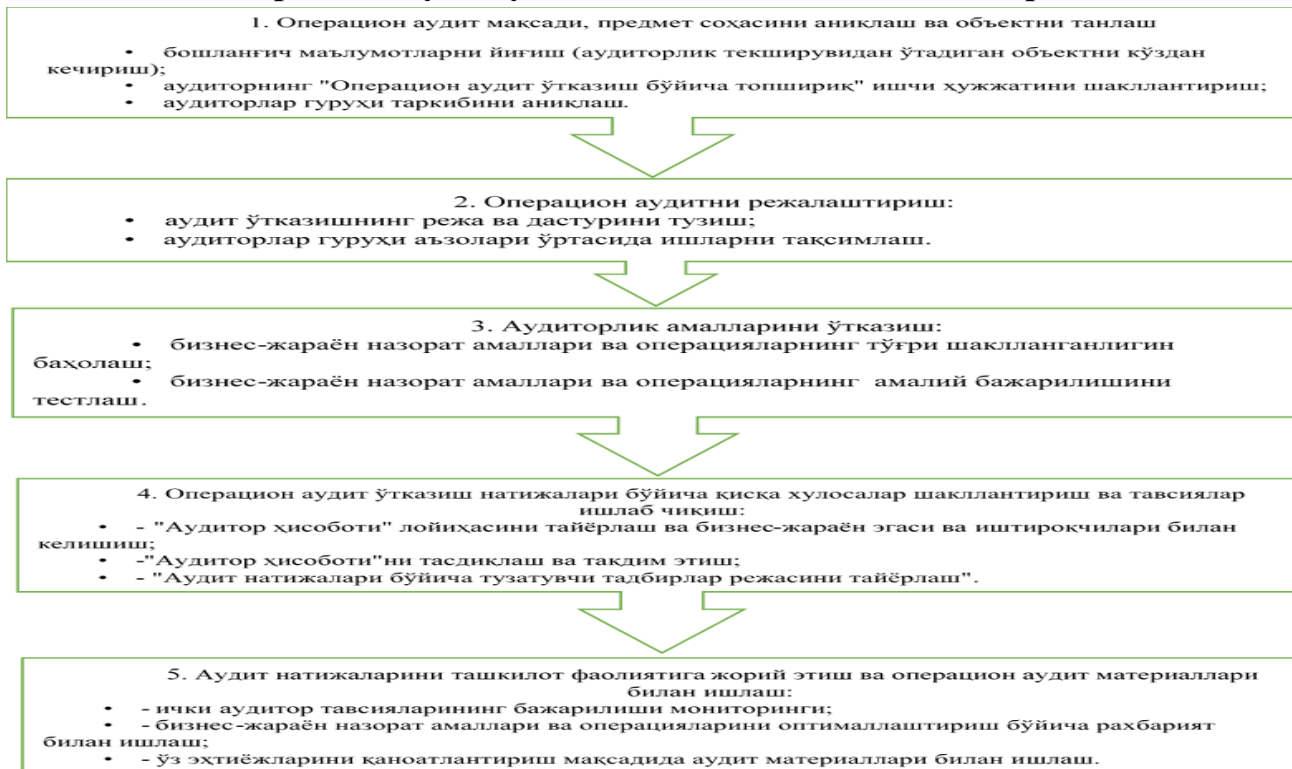 1. Операцион аудит мақсади, предмет соҳасини аниқлаш ва объектни танлаш
• бошланғич маълумотларни йиғиш (аудиторлик текширувидан ўтадиган объектни кўздан
кечириш);
• аудиторнинг "Операцион аудит ўтказиш бўйича топшириқ" ишчи ҳужжатини шакллантириш;
• аудиторлар гуруҳи таркибини аниқлаш.
2. Операцион аудитни режалаштириш:
• аудит ўтказишнинг режа ва дастурини тузиш;
• аудиторлар гуруҳи аъзолари ўртасида ишларни тақсимлаш.
3. Аудиторлик амалларини ўтказиш:
• бизнес-жараён назорат амаллари ва операцияларнинг тўғри шаклланганлигин
баҳолаш;
• бизнес-жараён назорат амаллари ва операцияларнинг амалий бажарилишини
тестлаш.
4. Операцион аудит ўтказиш натижалари бўйича қисқа хулосалар шакллантириш ва тавсиялар
ишлаб чиқиш:
• - "Аудитор ҳисоботи" лойиҳасини тайёрлаш ва бизнес-жараён эгаси ва иштирокчилари билан
келишиш;
• -"Аудитор ҳисоботи"ни тасдиқлаш ва тақдим этиш;
• - "Аудит натижалари бўйича тузатувчи тадбирлар режасини тайёрлаш".
5. Аудит натижаларини ташкилот фаолиятига жорий этиш ва операцион аудит материаллари
билан ишлаш:
• - ички аудитор тавсияларининг бажарилиши мониторинги;
• - бизнес-жараён назорат амаллари ва операцияларини оптималлаштириш бўйича раҳбарият
билан ишлаш;
• - ўз эҳтиёжларини қаноатлантириш мақсадида аудит материаллари билан ишлаш.